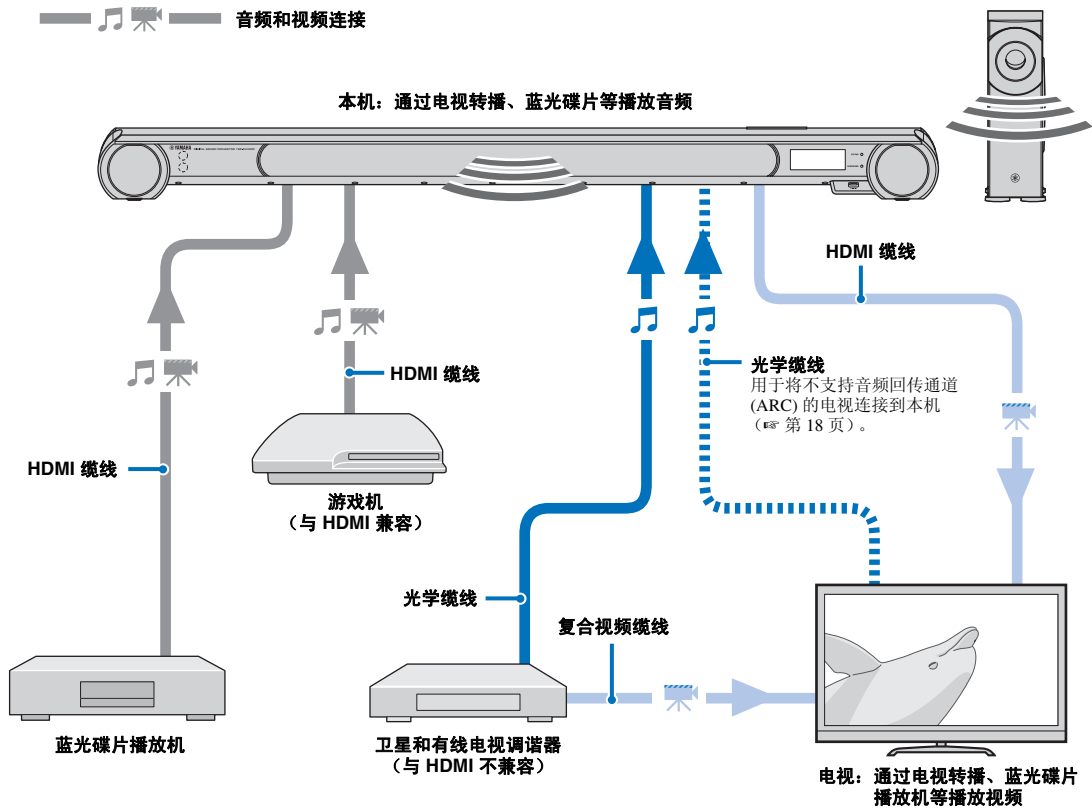 音频和视频连接
本机：通过电视转播、蓝光碟片等播放音频
YAMAHA
HDMI 缆线
光学缆线
用于将不支持音频回传通道
(ARC) 的电视连接到本机
（☞ 第 18 页）。
HDMI 缆线
HDMI 缆线
游戏机
（与 HDMI 兼容）
光学缆线
复合视频缆线
蓝光碟片播放机
卫星和有线电视调谐器
（与 HDMI 不兼容）
电视：通过电视转播、蓝光碟片
播放机等播放视频